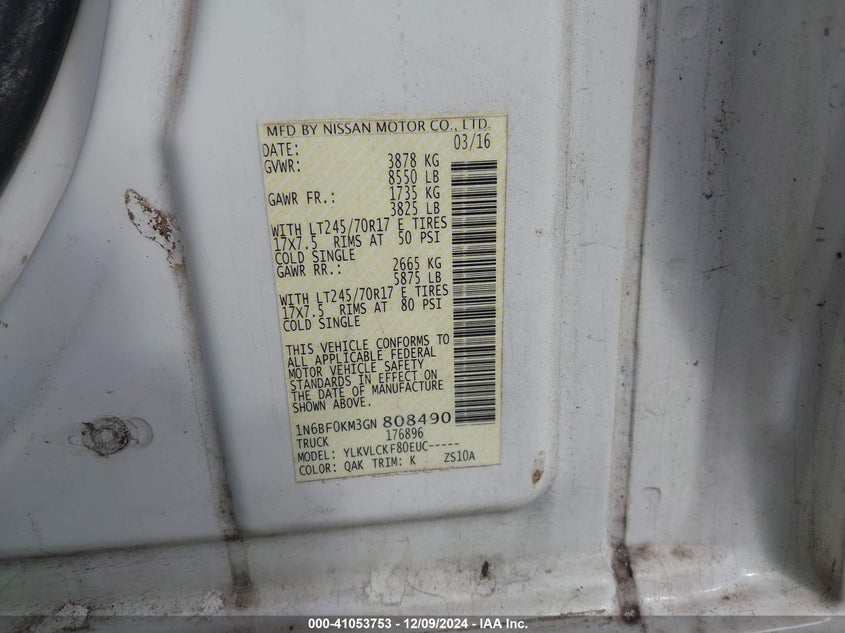 MFD BY NISSAN MOTOR CO., LTD.
DATE: 03/16
GVWR: 3878 KG
8550 LB
GAWR FR.: 1735 KG
3825 LB
WITH LT245/70R17 E TIRES
17X7.5 RIMS AT 50 PSI
COLD SINGLE
GAWR RR.: 2665 KG
5875 LB
WITH LT245/70R17 E TIRES
17X7.5 RIMS AT 80 PSI
COLD SINGLE
THIS VEHICLE CONFORMS TO
ALL APPLICABLE FEDERAL
MOTOR VEHICLE SAFETY
STANDARDS IN EFFECT ON
THE DATE OF MANUFACTURE
SHOWN ABOVE.
1N6BF0KM3GN 808490
TRUCK 176896
MODEL: YLKVLCKF80EUC-----
COLOR: QAK TRIM: K ZS10A
000-41053753 - 12/09/2024 - IAA Inc.